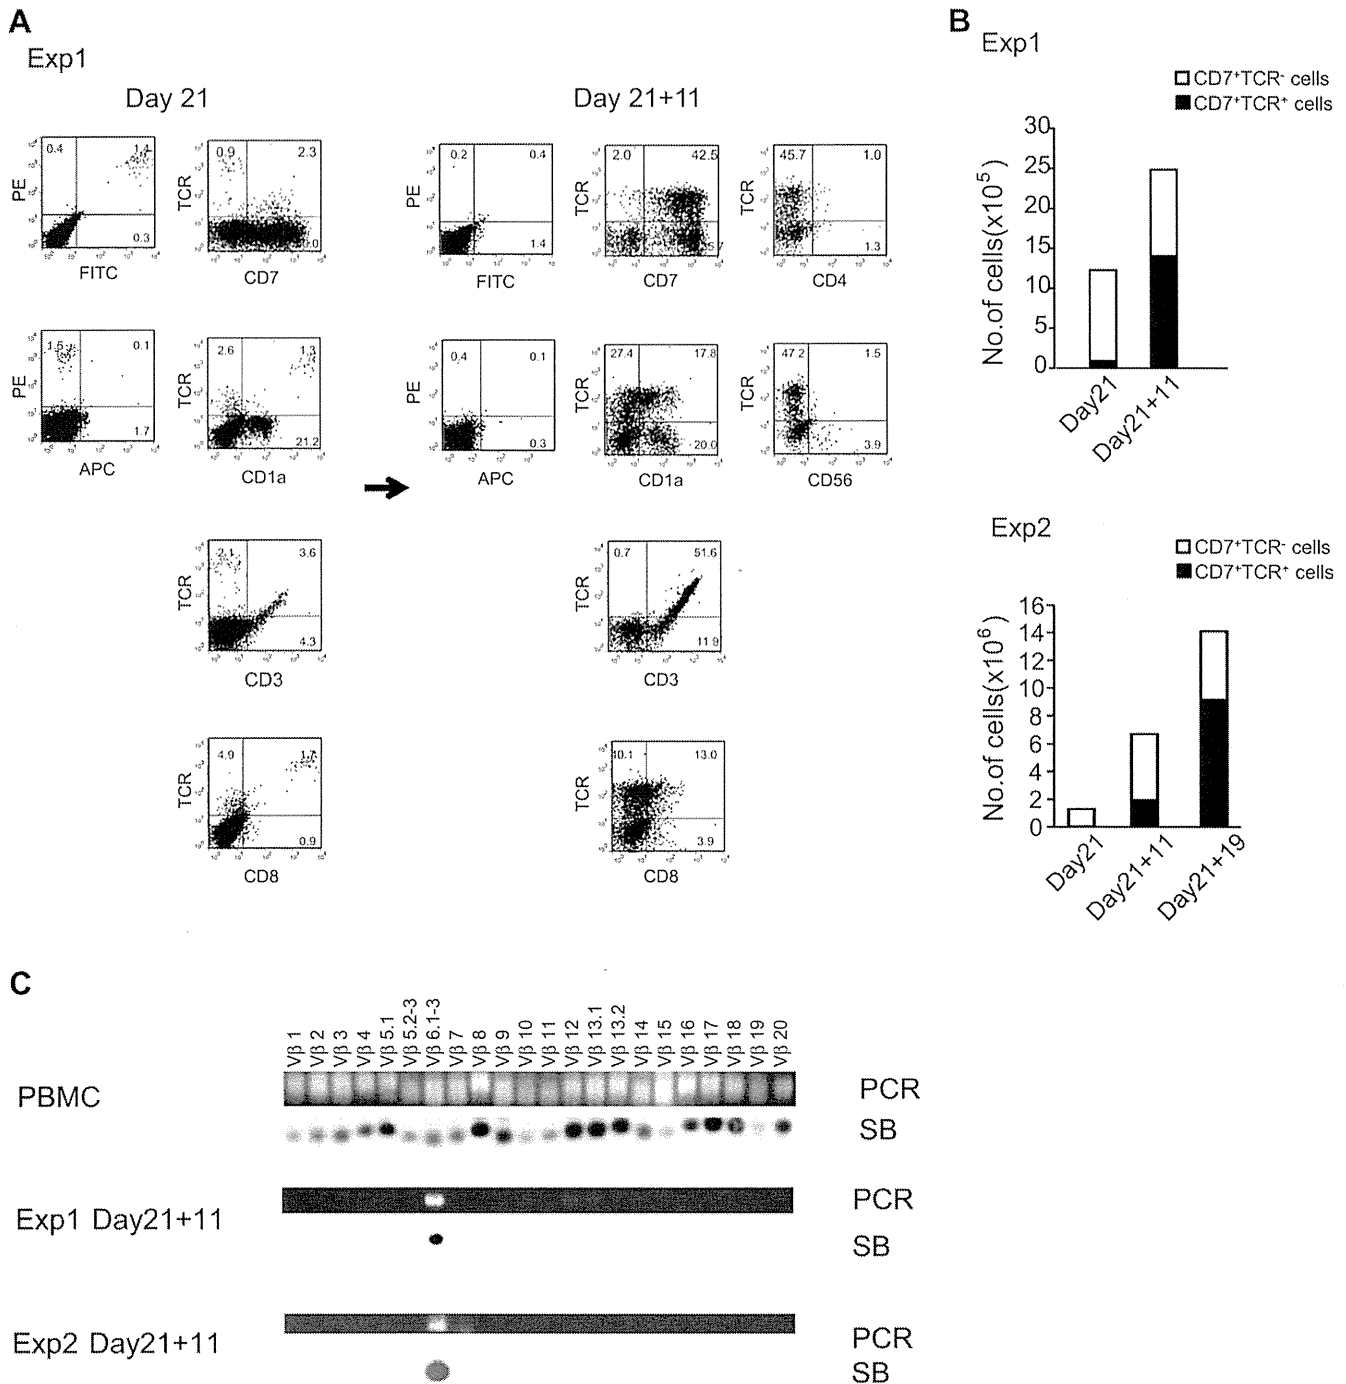 A
Exp1
Day 21
Day 21+11
0.4
1.4
0.3
PE
FITC
0.9
2.3
TCR
CD7
0.2
0.4
1.4
PE
FITC
2.0
42.5
TCR
CD7
45.7
1.0
1.3
TCR
CD4
1.5
0.1
1.7
PE
APC
2.6
1.3
21.2
TCR
CD1a
0.4
0.1
0.3
PE
APC
27.4
17.8
20.0
TCR
CD1a
47.2
1.5
3.9
TCR
CD56
2.1
3.6
4.3
TCR
CD3
0.7
51.6
11.9
TCR
CD3
4.9
1.7
0.9
TCR
CD8
40.1
13.0
3.9
TCR
CD8
B
Exp1
CD7⁺TCR⁻ cells
CD7⁺TCR⁺ cells
No.of cells(x10⁵)
30
25
20
15
10
5
0
Day21
Day21+11
Exp2
CD7⁺TCR⁻ cells
CD7⁺TCR⁺ cells
No.of cells(x10⁶)
16
14
12
10
8
6
4
2
0
Day21
Day21+11
Day21+19
C
Vβ 1
Vβ 2
Vβ 3
Vβ 4
Vβ 5.1
Vβ 5.2-3
Vβ 6.1-3
Vβ 7
Vβ 8
Vβ 9
Vβ 10
Vβ 11
Vβ 12
Vβ 13.1
Vβ 13.2
Vβ 14
Vβ 15
Vβ 16
Vβ 17
Vβ 18
Vβ 19
Vβ 20
PBMC
PCR
SB
Exp1 Day21+11
PCR
SB
Exp2 Day21+11
PCR
SB